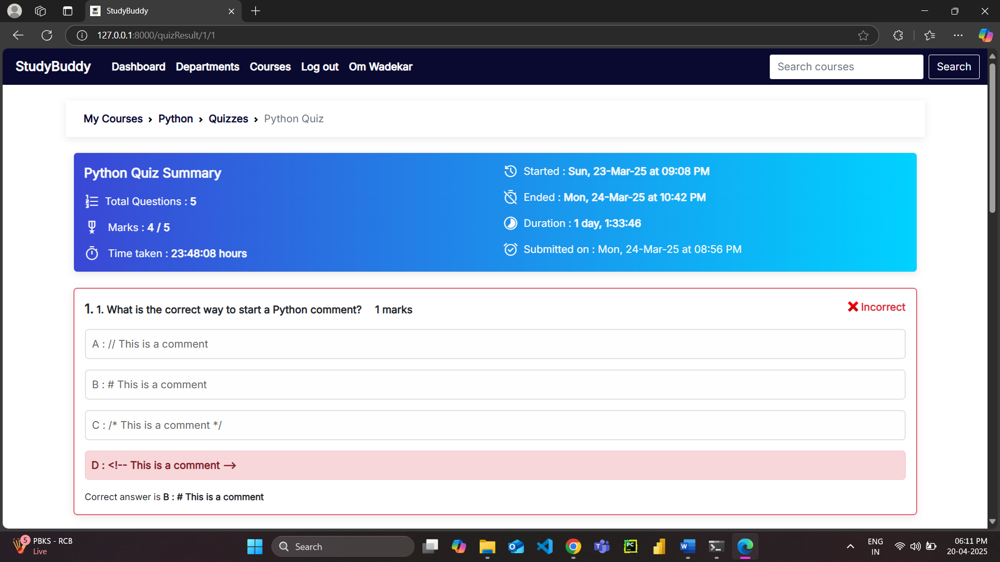 StudyBuddy
127.0.0.1:8000/quizResult/1/1
StudyBuddy Dashboard Departments Courses Log out Om Wadekar Search courses Search
My Courses › Python › Quizzes › Python Quiz
Python Quiz Summary
Total Questions : 5
Marks : 4 / 5
Time taken : 23:48:08 hours
Started : Sun, 23-Mar-25 at 09:08 PM
Ended : Mon, 24-Mar-25 at 10:42 PM
Duration : 1 day, 1:33:46
Submitted on : Mon, 24-Mar-25 at 08:56 PM
1. 1. What is the correct way to start a Python comment? 1 marks
Incorrect
A : // This is a comment
B : # This is a comment
C : /* This is a comment */
D : <!-- This is a comment -->
Correct answer is B : # This is a comment
5
PBKS - RCB
Live
Search
ENG
IN
06:11 PM
20-04-2025